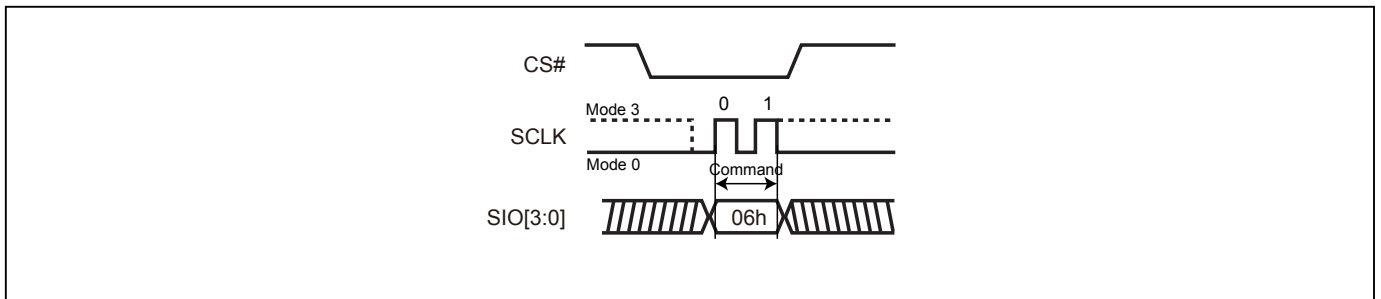 CS#
Mode 3
0 1
SCLK
Mode 0
Command
SIO[3:0]
06h